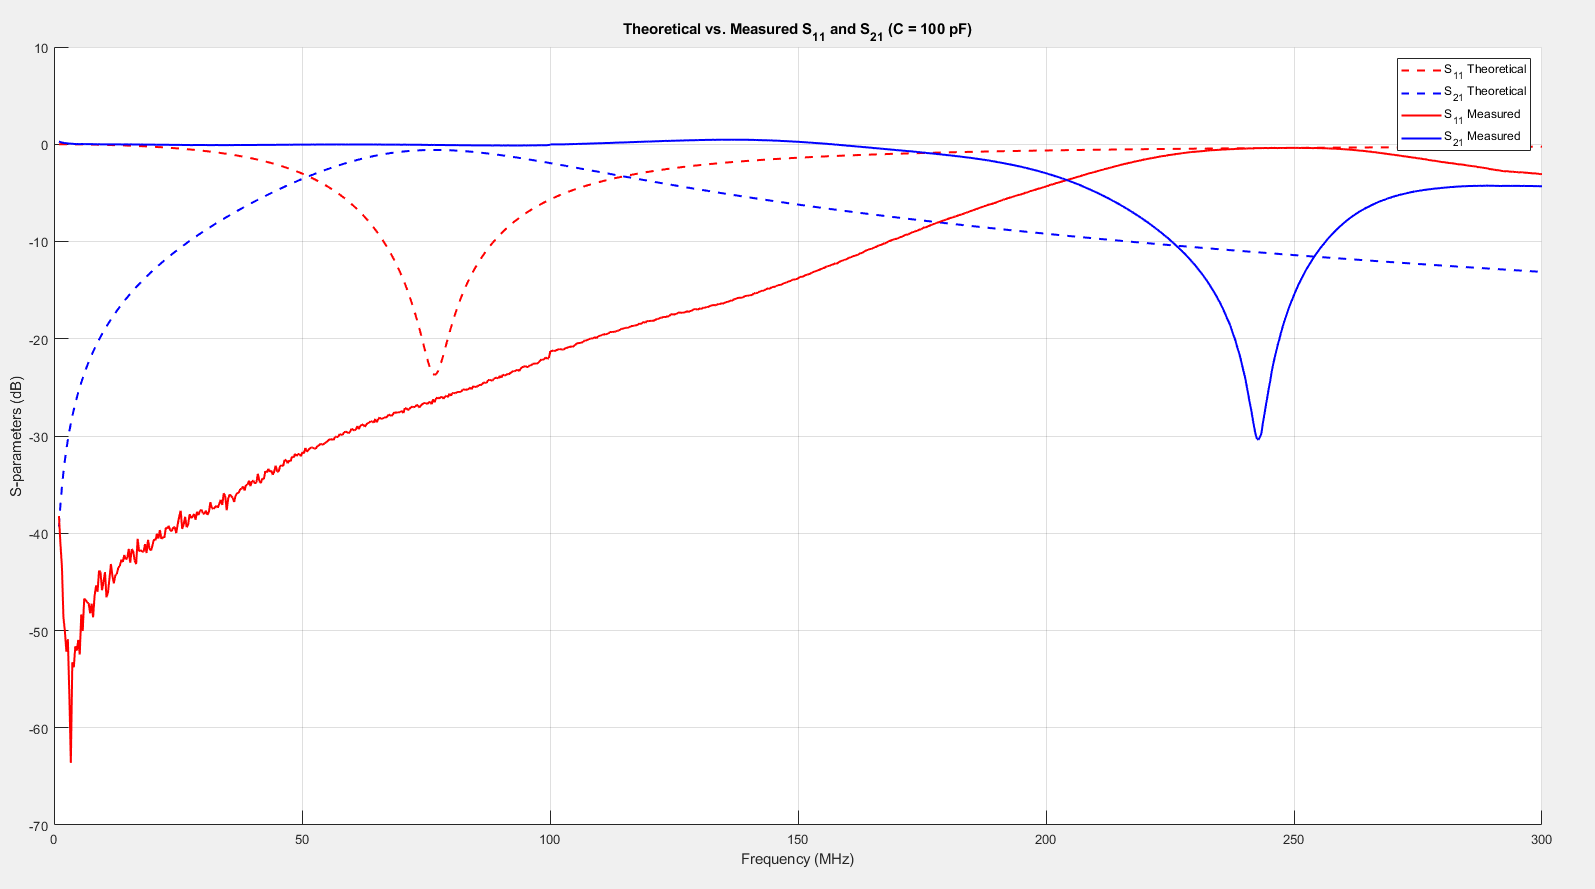 Theoretical vs. Measured S11 and S21 (C = 100 pF)
S11 Theoretical
S21 Theoretical
S11 Measured
S21 Measured
10
0
-10
-20
-30
-40
-50
-60
-70
S-parameters (dB)
0 50 100 150 200 250 300
Frequency (MHz)